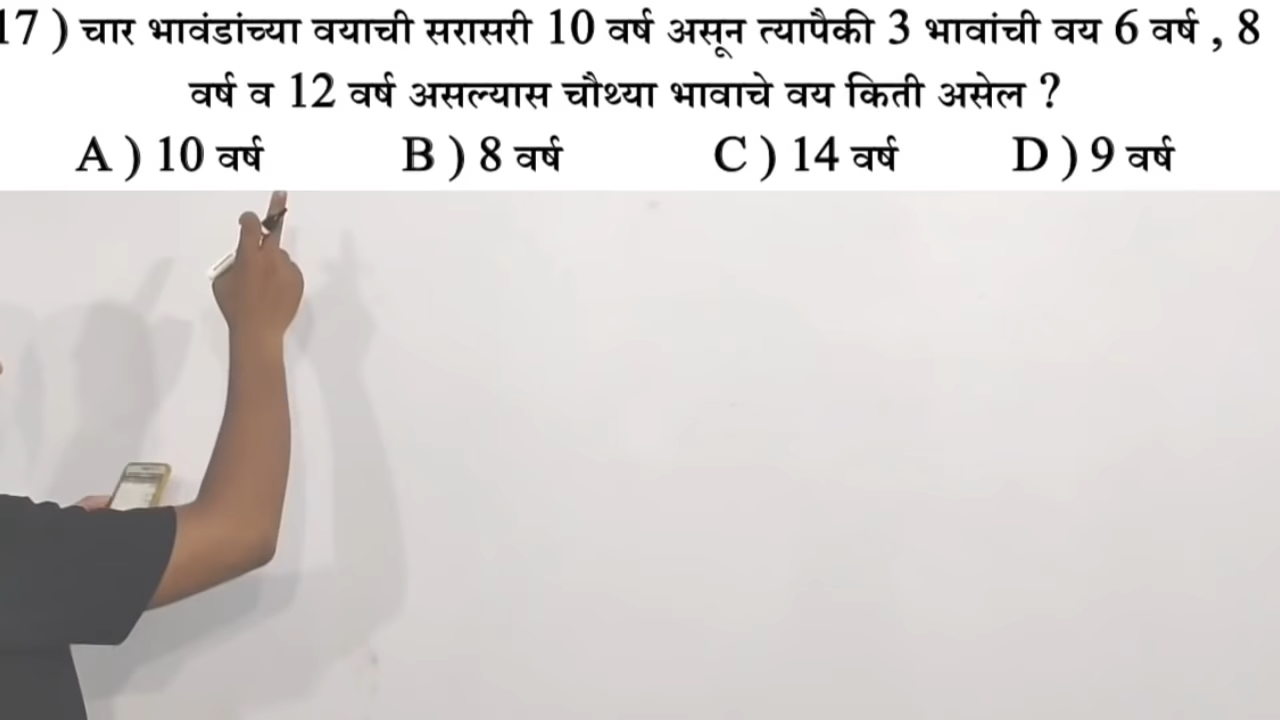 17 ) चार भावंडांच्या वयाची सरासरी 10 वर्ष असून त्यापैकी 3 भावांची वय 6 वर्ष , 8
वर्ष व 12 वर्ष असल्यास चौथ्या भावाचे वय किती असेल ?
A ) 10 वर्ष B ) 8 वर्ष C ) 14 वर्ष D ) 9 वर्ष